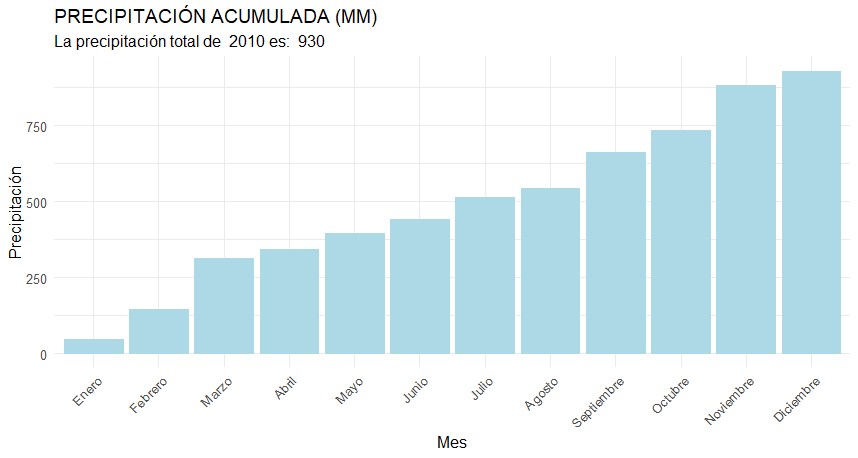 PRECIPITACIÓN ACUMULADA (MM)
La precipitación total de  2010 es:  930
750
500
250
0
Precipitación
Enero
Febrero
Marzo
Abril
Mayo
Junio
Julio
Agosto
Septiembre
Octubre
Noviembre
Diciembre
Mes